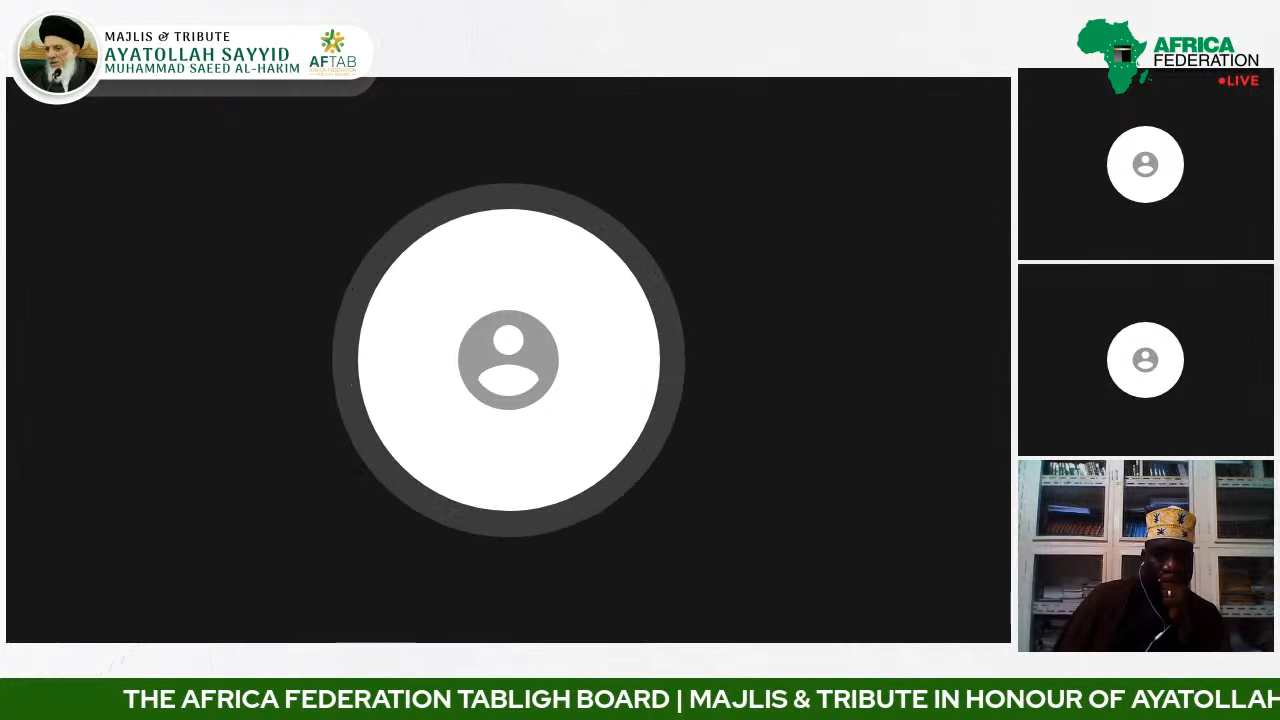 MAJLIS & TRIBUTE
AYATOLLAH SAYYID
MUHAMMAD SAEED AL-HAKIM
AFTAB
AFRICA
FEDERATION
LIVE
THE AFRICA FEDERATION TABLIGH BOARD | MAJLIS & TRIBUTE IN HONOUR OF AYATOLLAH